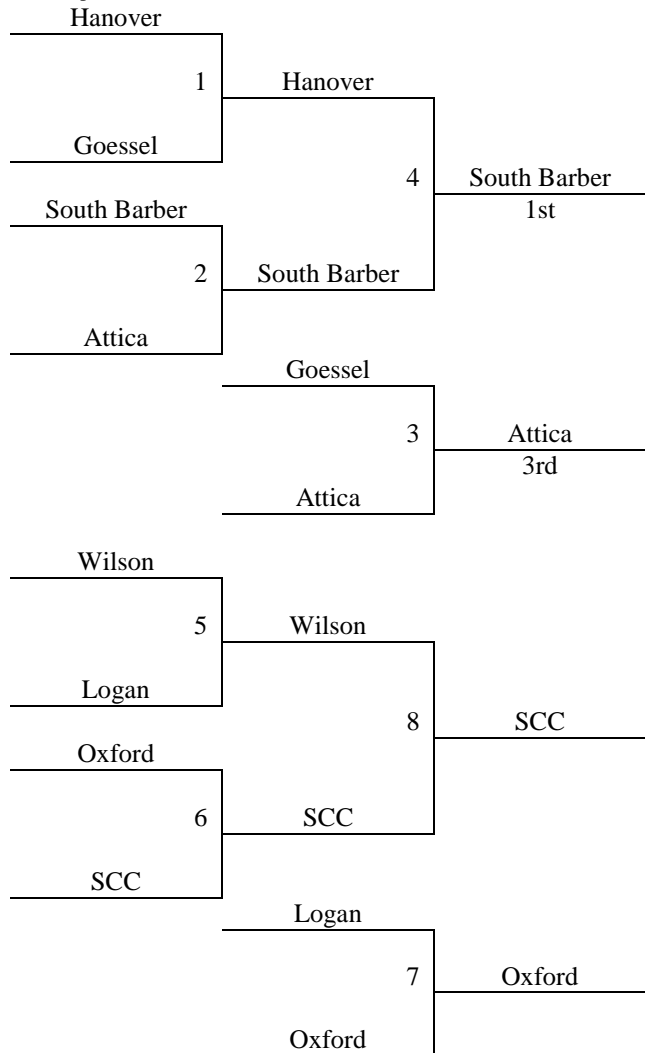 Hanover
1
Hanover
Goessel
4
South Barber
South Barber
1st
2
South Barber
Attica
Goessel
3
Attica
3rd
Attica
Wilson
5
Wilson
Logan
8
SCC
Oxford
6
SCC
SCC
Logan
7
Oxford
Oxford